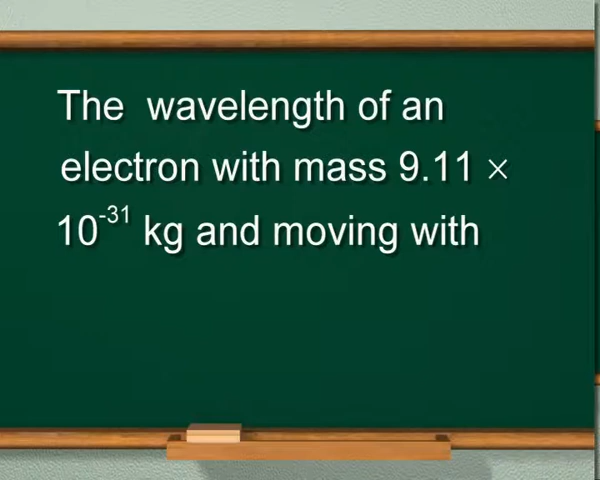 The wavelength of an
electron with mass 9.11 ×
10⁻³¹ kg and moving with